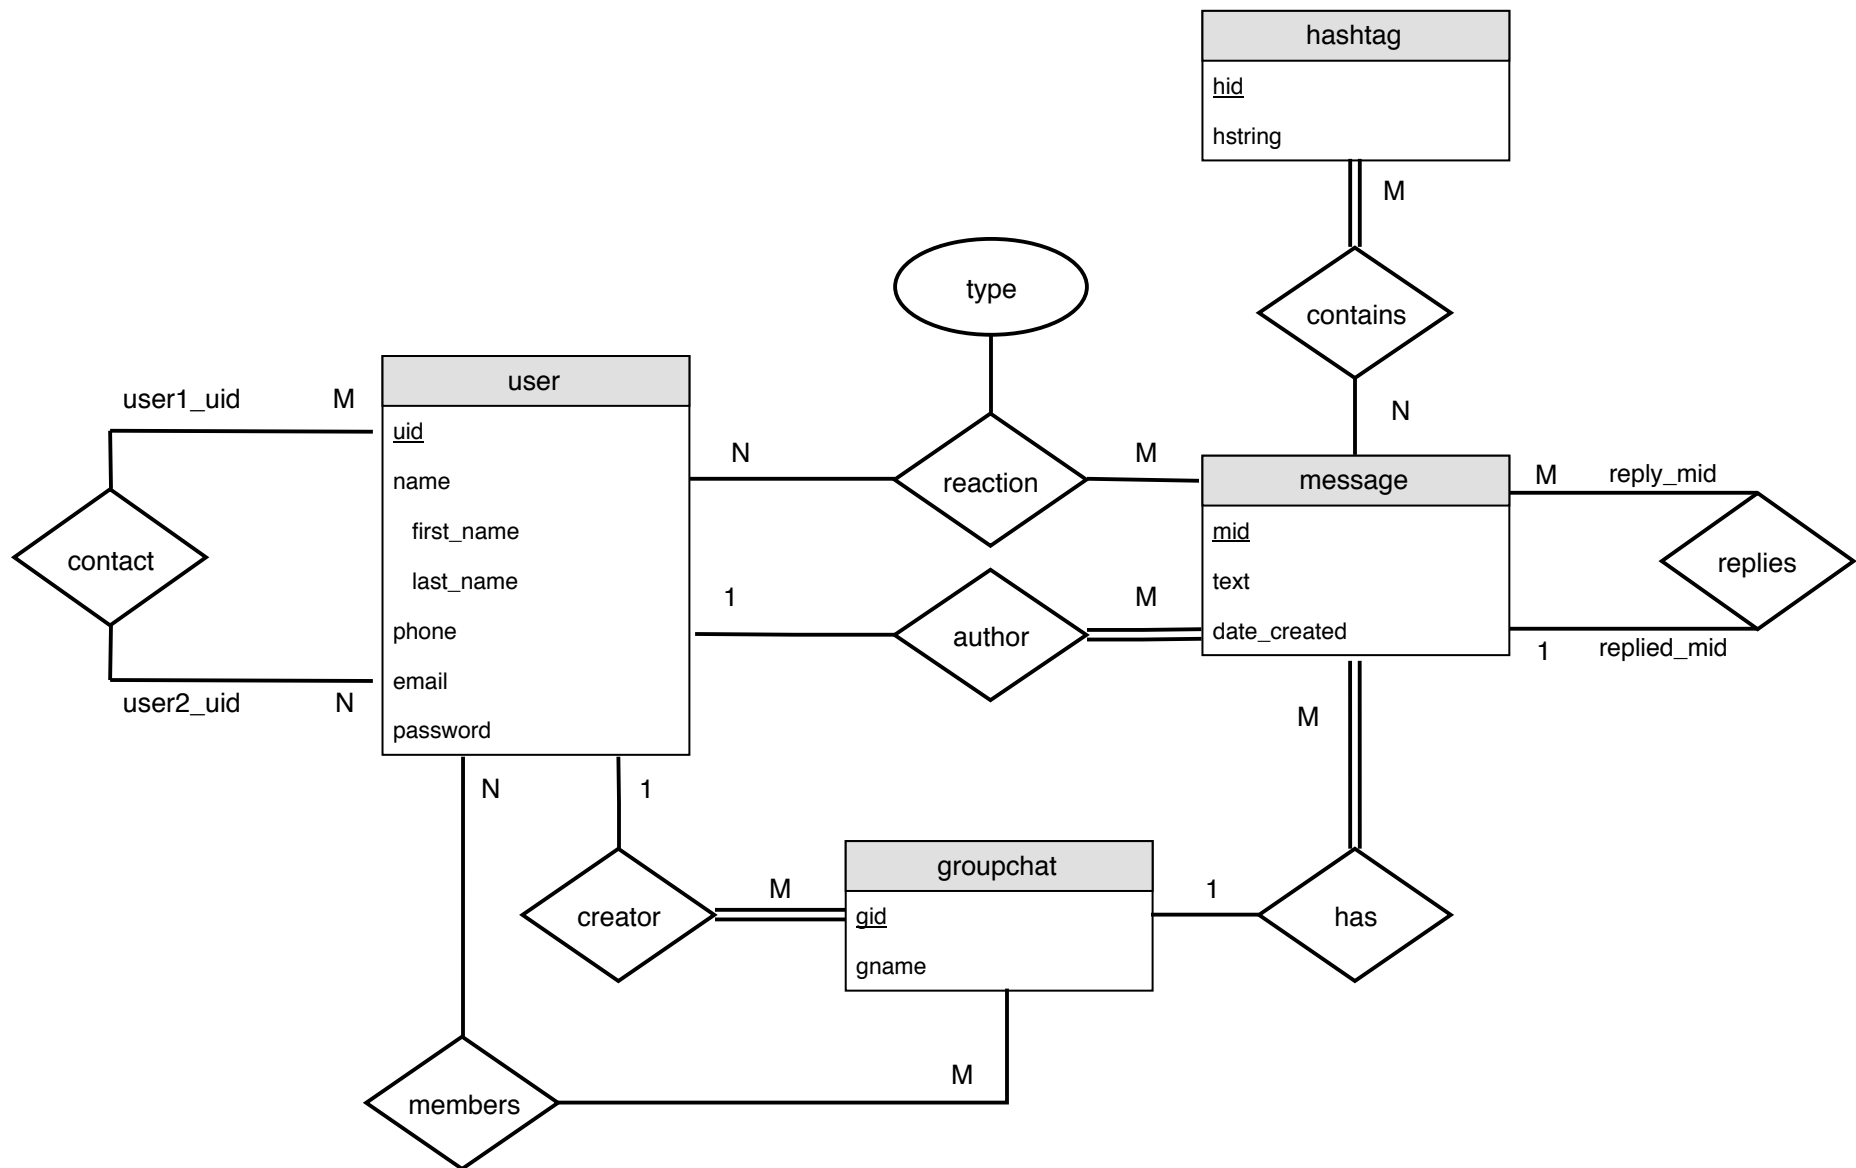 hashtag
hid
hstring
M
contains
N
type
user
uid
name
first_name
last_name
phone
email
password
user1_uid
M
contact
user2_uid
N
N
reaction
M
1
author
M
message
mid
text
date_created
M
reply_mid
replies
1
replied_mid
M
N
1
creator
M
groupchat
gid
gname
1
has
M
members